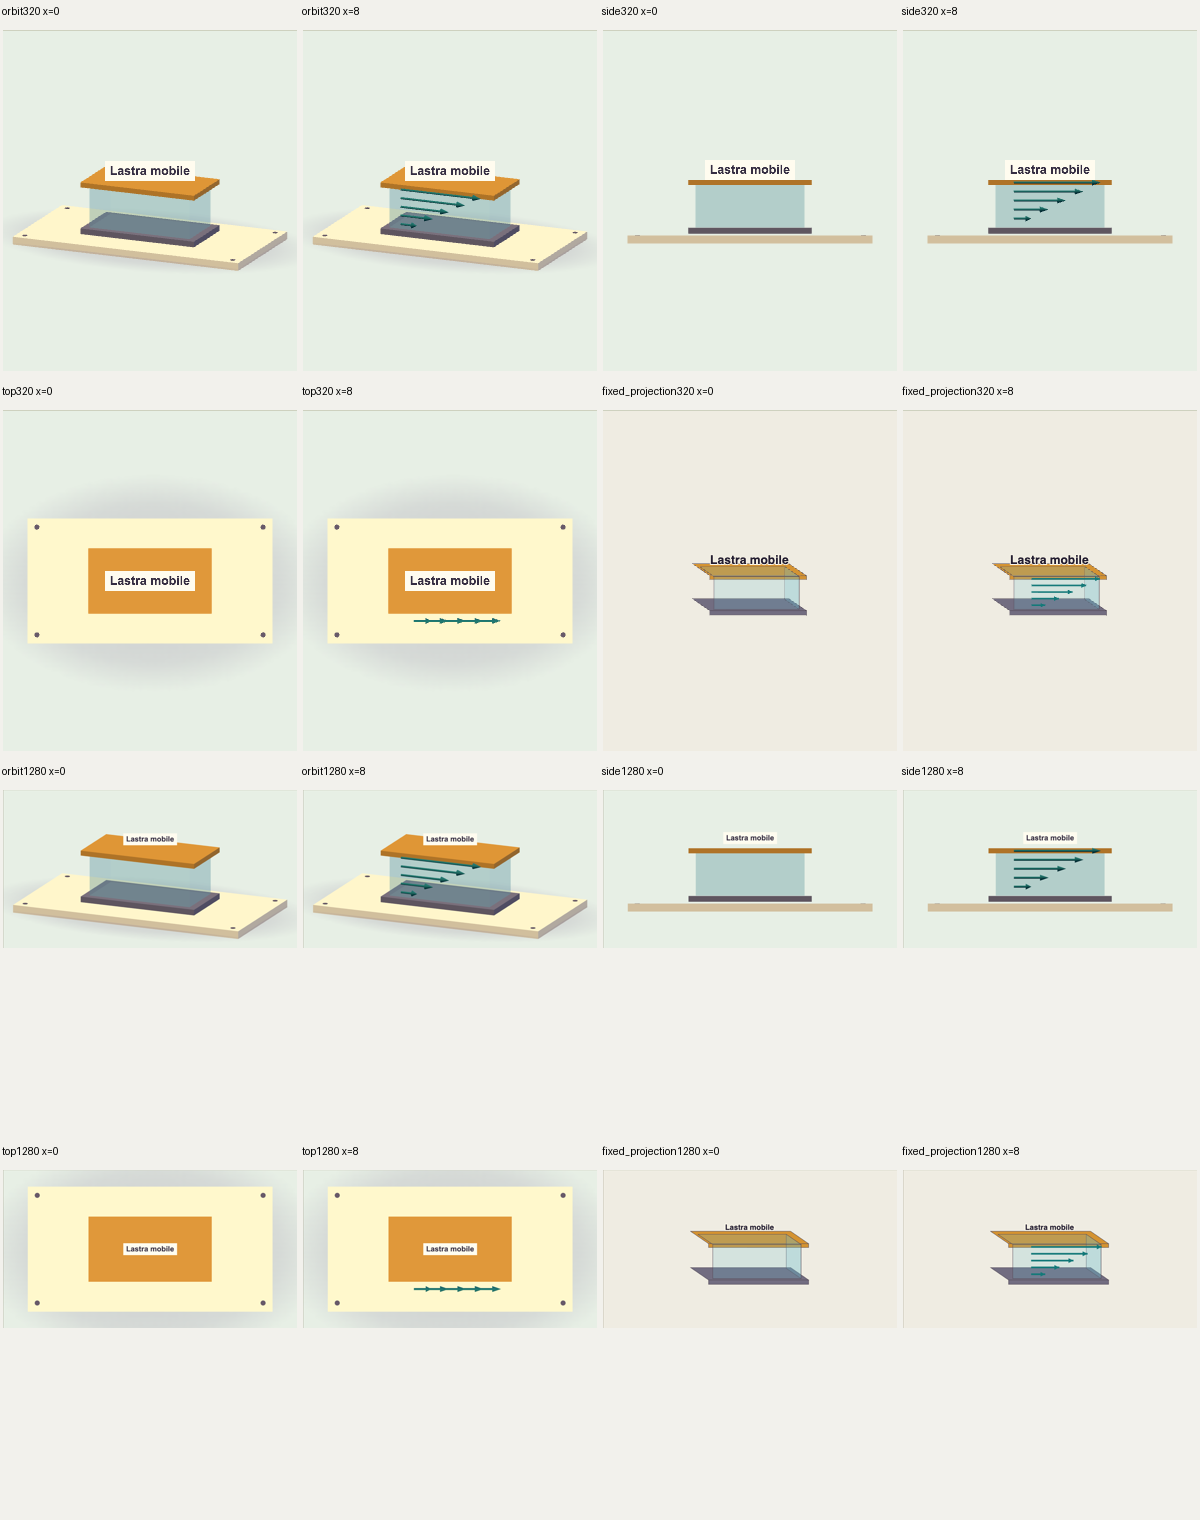 orbit320 x=0
orbit320 x=8
side320 x=0
side320 x=8
Lastra mobile
Lastra mobile
Lastra mobile
Lastra mobile
top320 x=0
top320 x=8
fixed_projection320 x=0
fixed_projection320 x=8
Lastra mobile
Lastra mobile
Lastra mobile
Lastra mobile
orbit1280 x=0
orbit1280 x=8
side1280 x=0
side1280 x=8
Lastra mobile
Lastra mobile
Lastra mobile
Lastra mobile
top1280 x=0
top1280 x=8
fixed_projection1280 x=0
fixed_projection1280 x=8
Lastra mobile
Lastra mobile
Lastra mobile
Lastra mobile